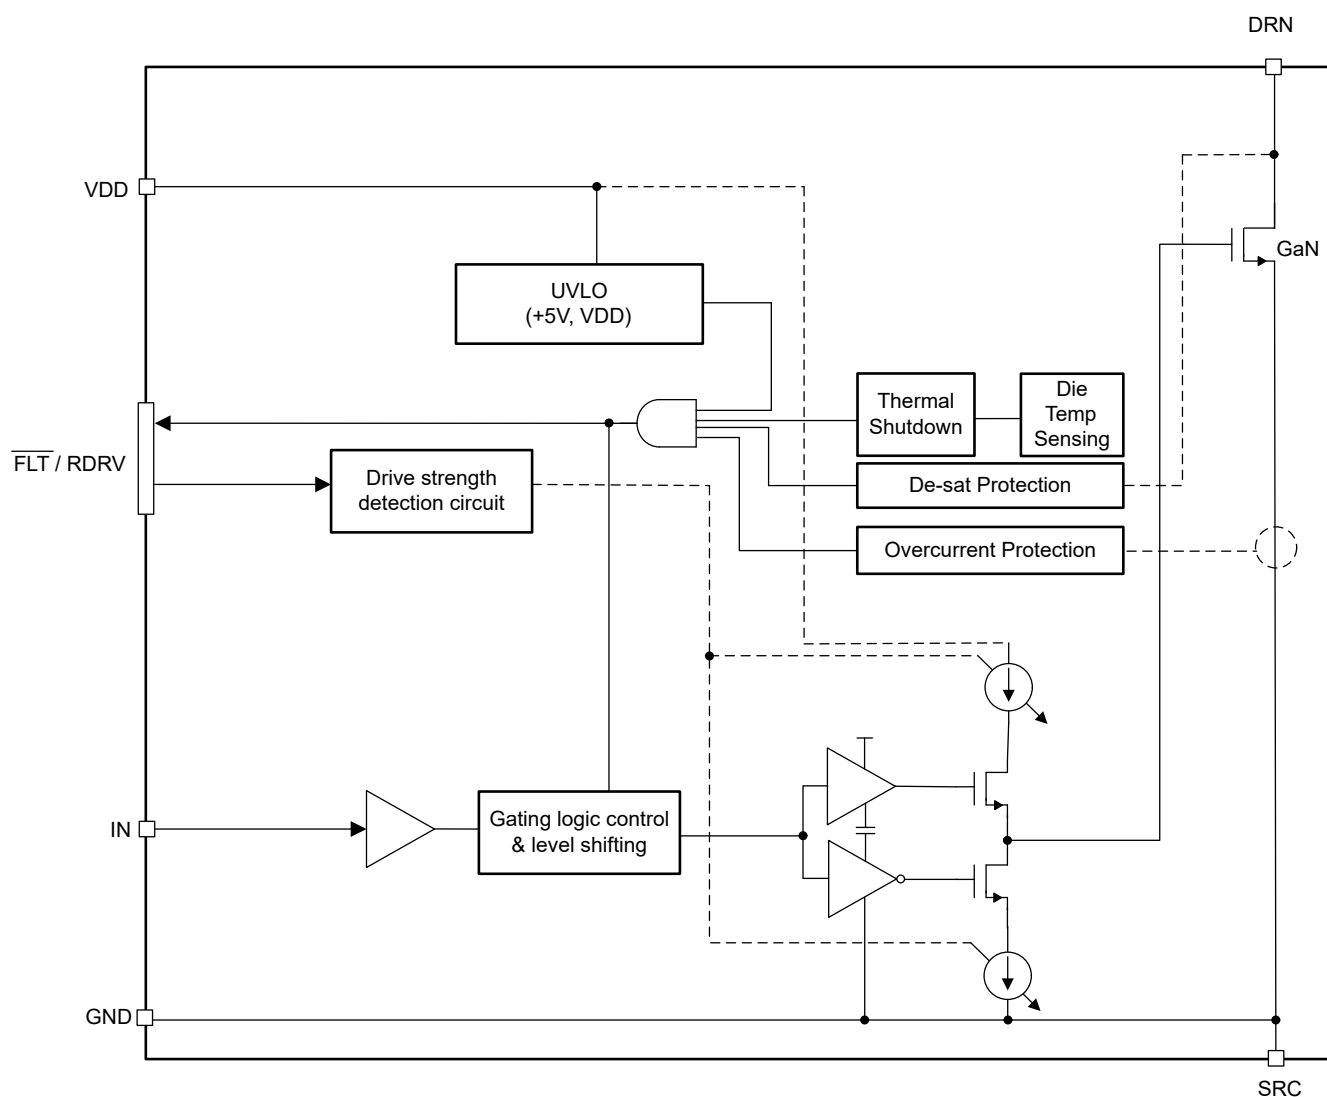 DRN
VDD
GaN
UVLO
(+5V, VDD)
Thermal
Shutdown
Die
Temp
Sensing
FLT / RDRV
Drive strength
detection circuit
De-sat Protection
Overcurrent Protection
IN
Gating logic control
& level shifting
GND
SRC